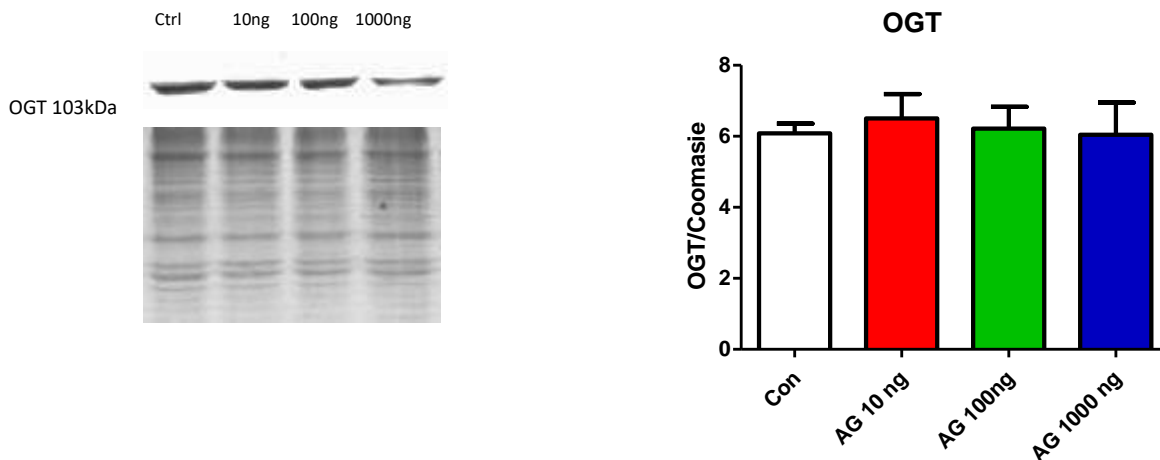 Ctrl 10ng 100ng 1000ng
OGT 103kDa
OGT
OGT/Coomasie
8
6
4
2
0
Con
AG 10 ng
AG 100ng
AG 1000 ng